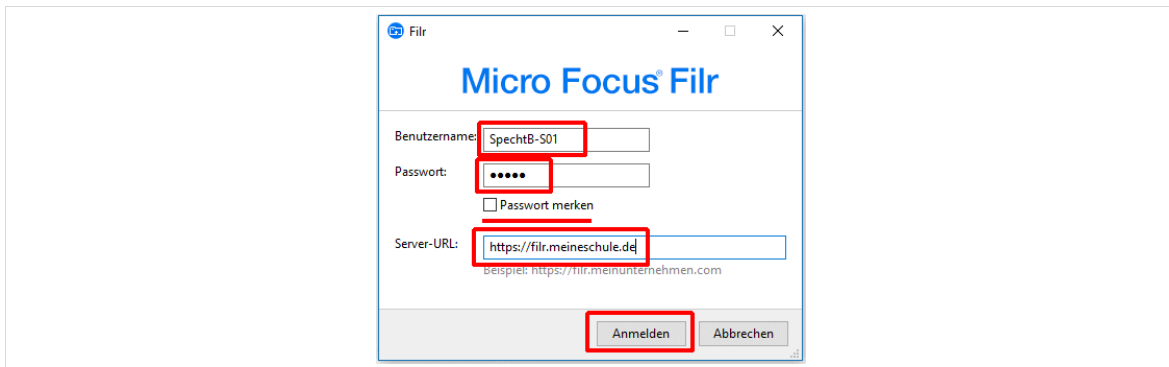 Filr
Micro Focus® Filr
Benutzername: SpechtB-S01
Passwort: •••••
Passwort merken
Server-URL: https://filr.meineschule.de
Beispiel: https://filr.meinunternehmen.com
Anmelden Abbrechen